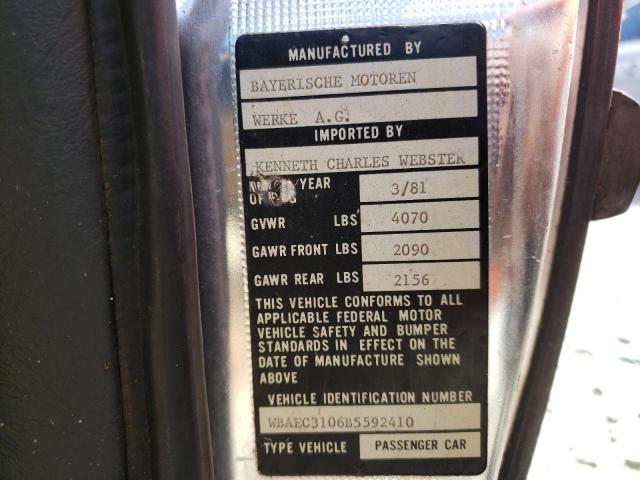 MANUFACTURED BY
BAYERISCHE MOTOREN
WERKE A.G.
IMPORTED BY
KENNETH CHARLES WEBSTER
/YEAR
OF 3/81
GVWR LBS 4070
GAWR FRONT LBS 2090
GAWR REAR LBS 2156
THIS VEHICLE CONFORMS TO ALL
APPLICABLE FEDERAL MOTOR
VEHICLE SAFETY AND BUMPER
STANDARDS IN EFFECT ON THE
DATE OF MANUFACTURE SHOWN
ABOVE
VEHICLE IDENTIFICATION NUMBER
WBAEC3106B5592410
TYPE VEHICLE PASSENGER CAR